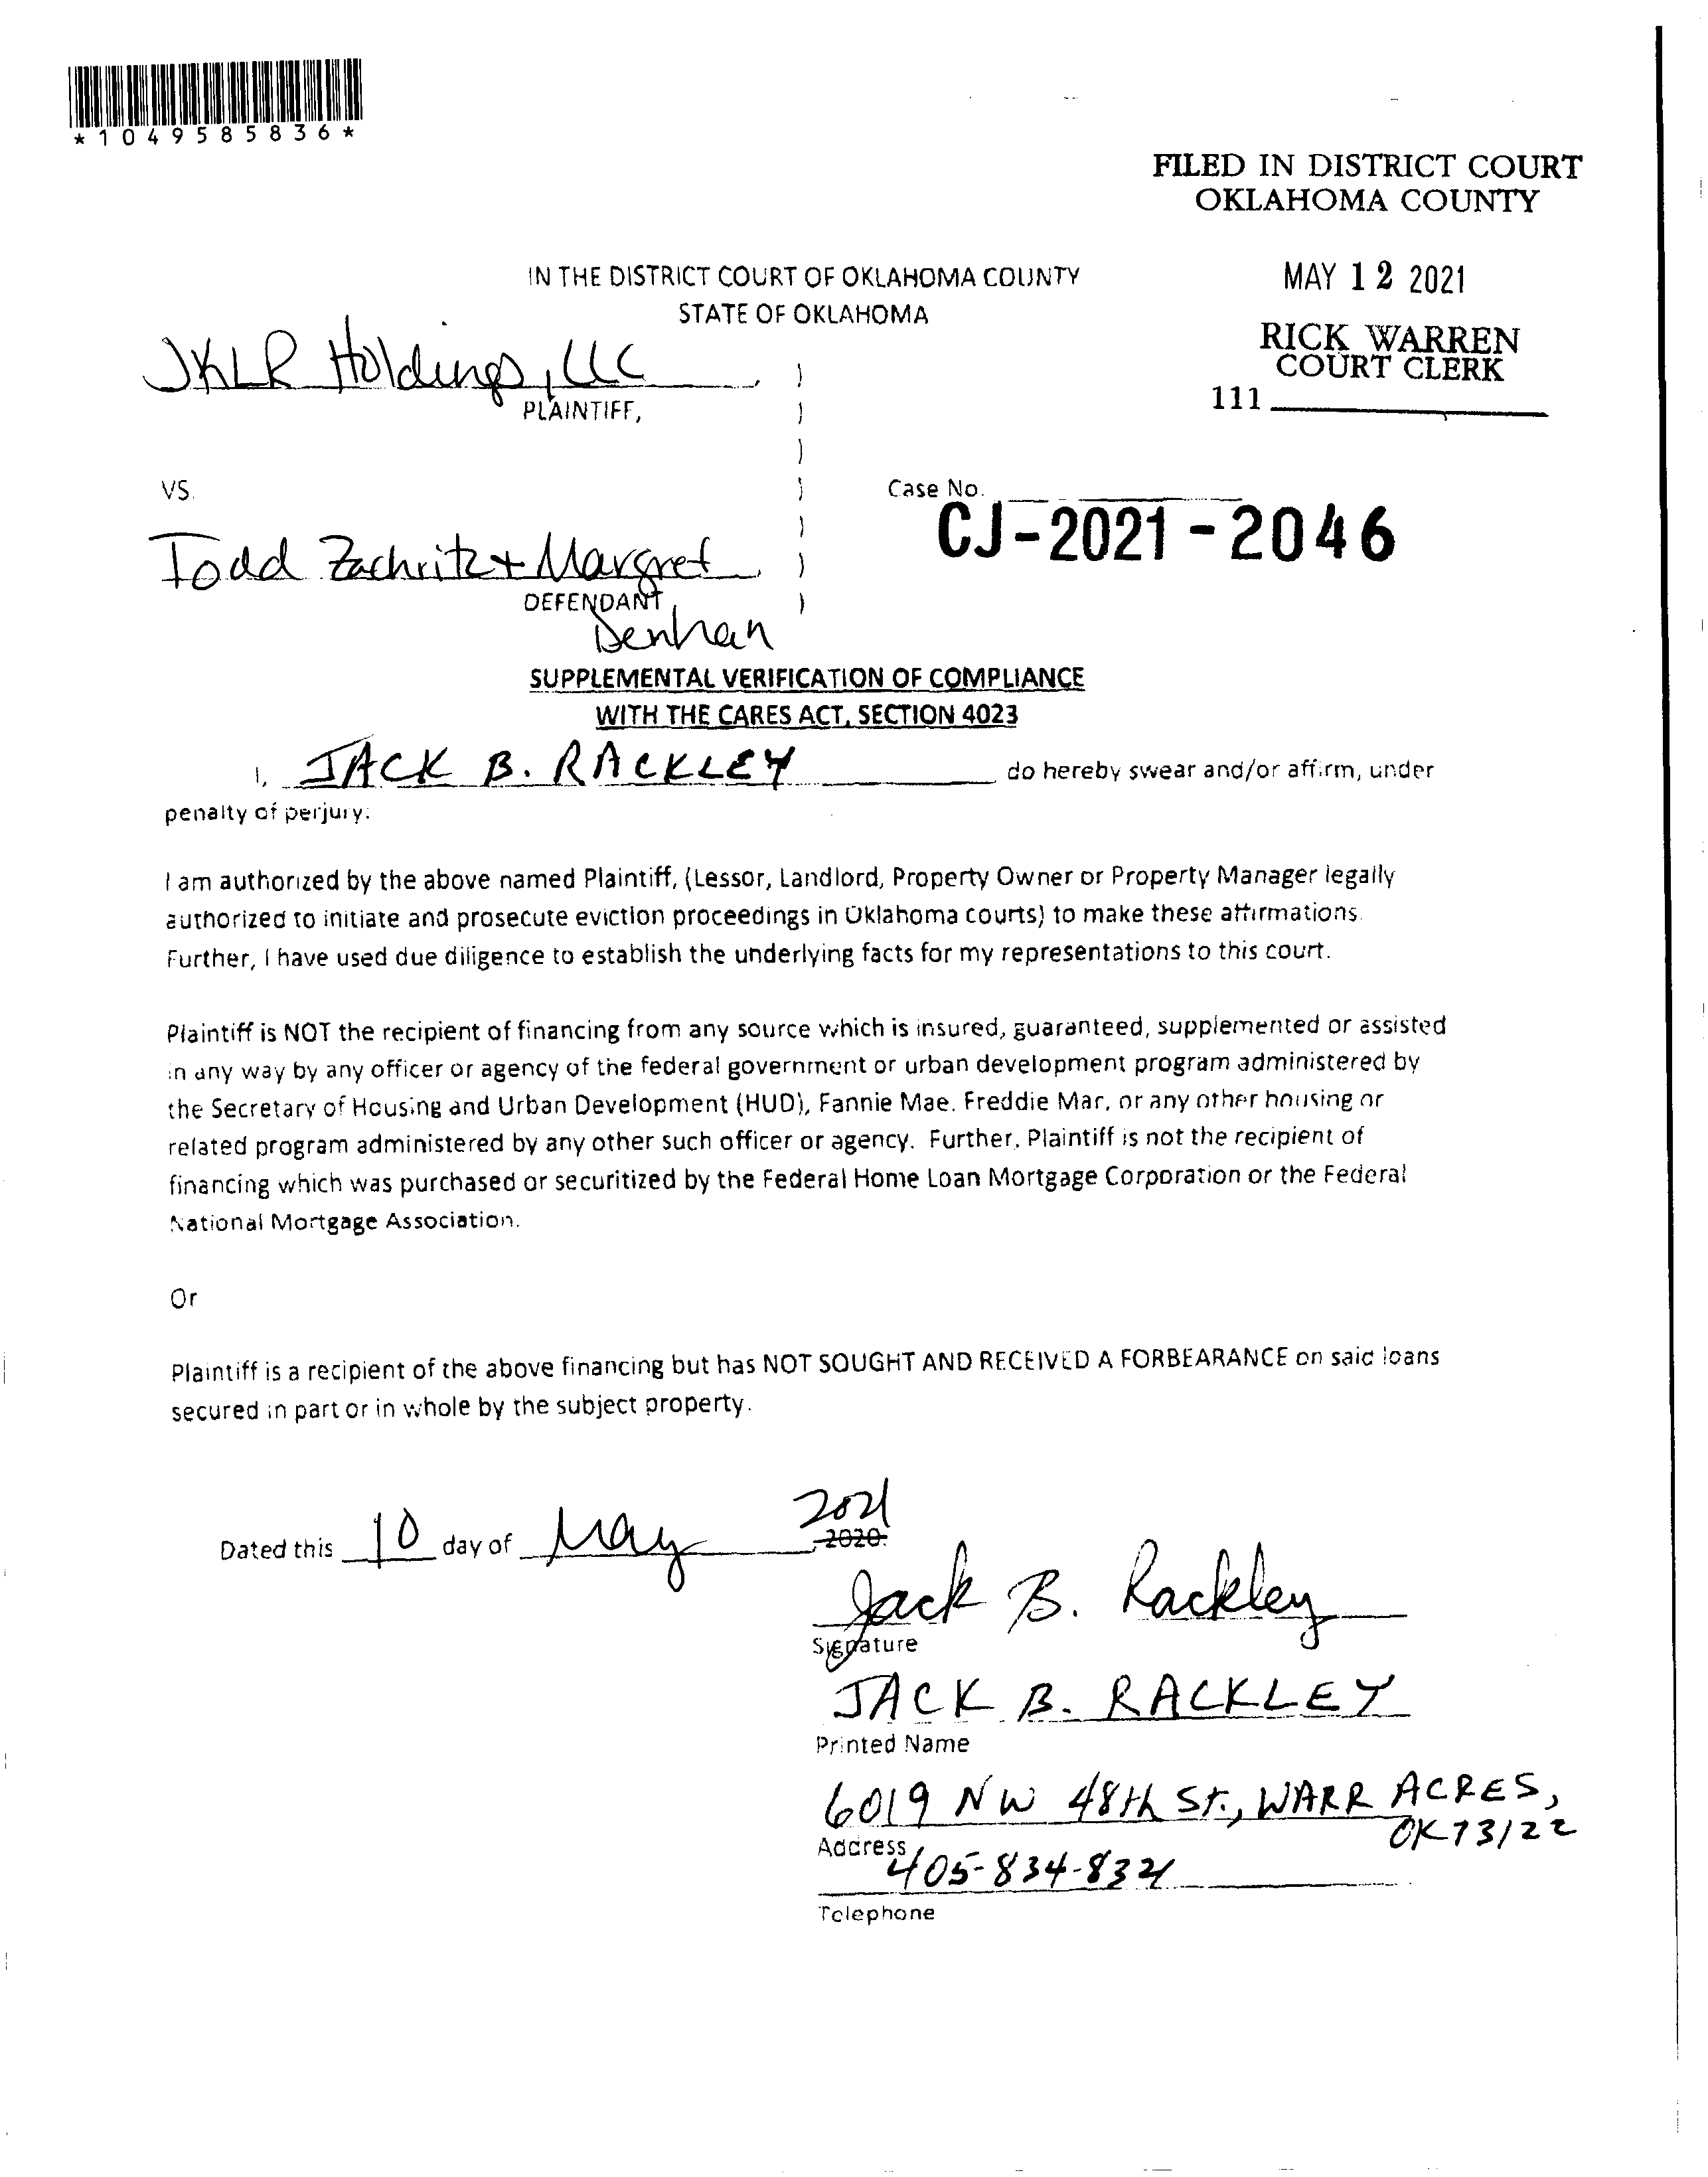 *1049585836*
FILED IN DISTRICT COURT
OKLAHOMA COUNTY
MAY 12 2021
RICK WARREN
COURT CLERK
111
IN THE DISTRICT COURT OF OKLAHOMA COUNTY
STATE OF OKLAHOMA
JKLR Holdings, LLC
PLAINTIFF,
VS.
Case No.
CJ-2021-2046
Todd Zachritz + Margret
DEFENDANT,
Denhan
SUPPLEMENTAL VERIFICATION OF COMPLIANCE
WITH THE CARES ACT, SECTION 4023
I, JACK B. RACKLEY do hereby swear and/or affirm, under
penalty of perjury:
I am authorized by the above named Plaintiff, (Lessor, Landlord, Property Owner or Property Manager legally
authorized to initiate and prosecute eviction proceedings in Oklahoma courts) to make these affirmations.
Further, I have used due diligence to establish the underlying facts for my representations to this court.
Plaintiff is NOT the recipient of financing from any source which is insured, guaranteed, supplemented or assisted
in any way by any officer or agency of the federal government or urban development program administered by
the Secretary of Housing and Urban Development (HUD), Fannie Mae, Freddie Mac, or any other housing or
related program administered by any other such officer or agency. Further, Plaintiff is not the recipient of
financing which was purchased or securitized by the Federal Home Loan Mortgage Corporation or the Federal
National Mortgage Association.
Or
Plaintiff is a recipient of the above financing but has NOT SOUGHT AND RECEIVED A FORBEARANCE on said loans
secured in part or in whole by the subject property.
2021
Dated this 10 day of May, 2020.
Jack B. Rackley
Signature
JACK B. RACKLEY
Printed Name
6019 NW 48th St., WARR ACRES,
OK 73122
Address
405-834-8321
Telephone